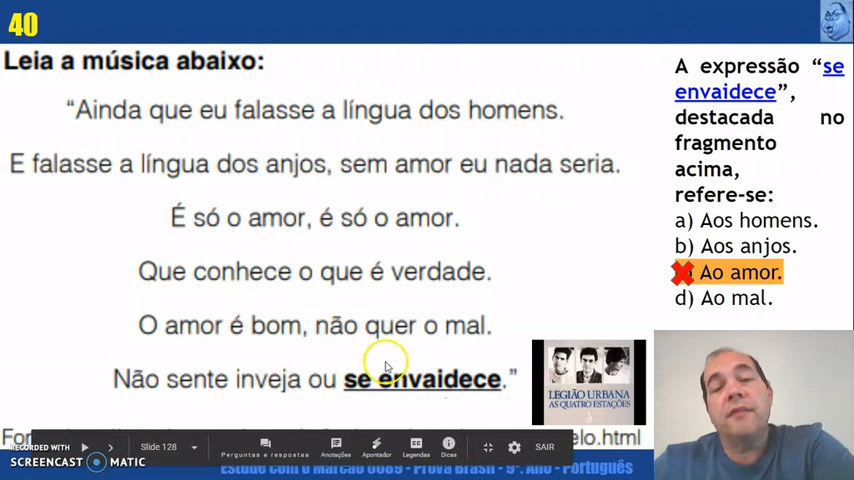 40
Leia a música abaixo:
“Ainda que eu falasse a língua dos homens.
E falasse a língua dos anjos, sem amor eu nada seria.
É só o amor, é só o amor.
Que conhece o que é verdade.
O amor é bom, não quer o mal.
Não sente inveja ou se envaidece.”
A expressão “se
envaidece”,
destacada no
fragmento
acima,
refere-se:
a) Aos homens.
b) Aos anjos.
) Ao amor.
d) Ao mal.
LEGIÃO URBANA
AS QUATRO ESTAÇÕES
elo.html
RECORDED WITH
SCREENCAST MATIC
Slide 128
Perguntas e respostas
Anotações
Apontador
Legendas
Dicas
SAIR
Estude com o Marcão 0089 - Prova Brasil - 9º. Ano - Português